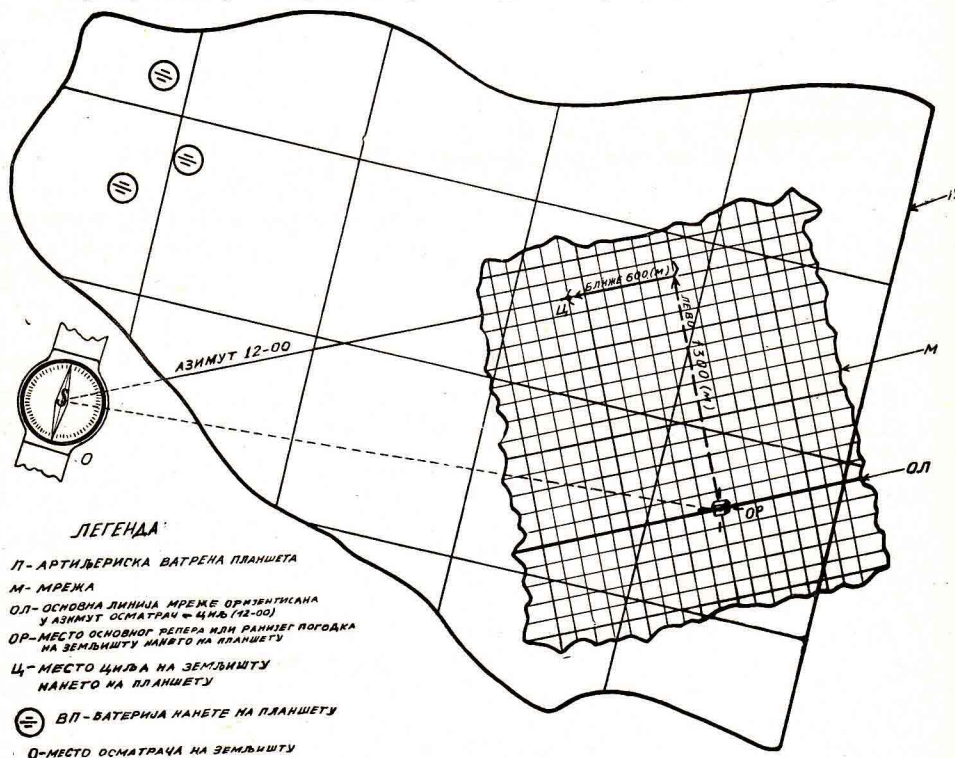 П
БЛИЖЕ 600 (М)
Ц
ЛЕВО 1300 (М)
АЗИМУТ 12-00
М
S
О
ОЛ
ОР
ЛЕГЕНДА:
П - АРТИЉЕРИСКА ВАТРЕНА ПЛАНШЕТА
М - МРЕЖА
ОЛ - ОСНОВНА ЛИНИЈА МРЕЖЕ ОРИЈЕНТИСАНА
У АЗИМУТ ОСМАТРАЧ - ЦИЉ (12-00)
ОР - МЕСТО ОСНОВНОГ РЕПЕРА ИЛИ РАНИЈЕГ ПОГОДКА
НА ЗЕМЉИШТУ НАНЕТО НА ПЛАНШЕТУ
Ц - МЕСТО ЦИЉА НА ЗЕМЉИШТУ
НАНЕТО НА ПЛАНШЕТУ
ВП - БАТЕРИЈА НАНЕТЕ НА ПЛАНШЕТУ
О - МЕСТО ОСМАТРАЧА НА ЗЕМЉИШТУ